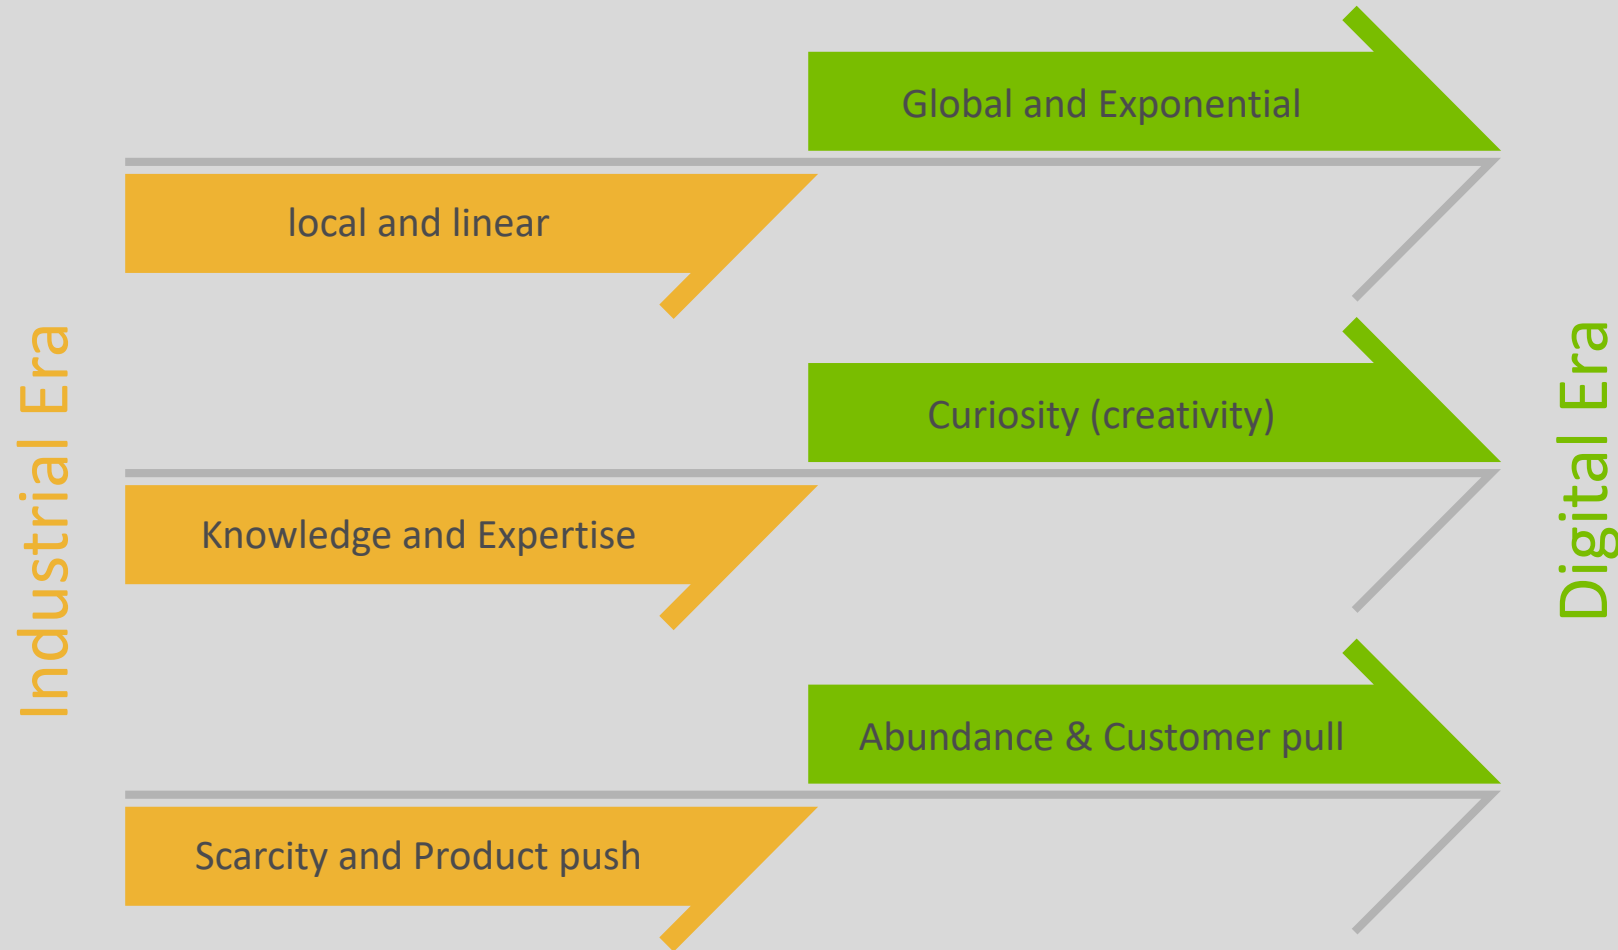 Industrial Era
Global and Exponential
local and linear
Curiosity (creativity)
Knowledge and Expertise
Abundance & Customer pull
Scarcity and Product push
Digital Era